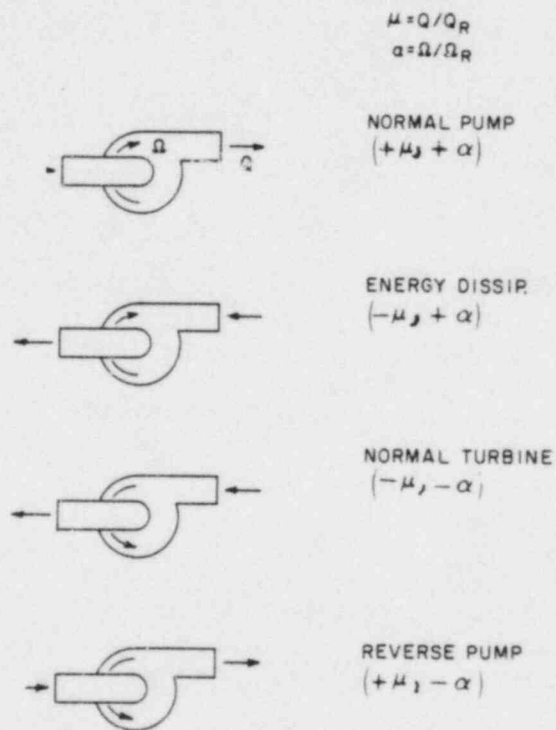 μ = Q/Q_R
α = Ω/Ω_R
NORMAL PUMP
(+μ, + α)
Ω
Q
ENERGY DISSIP.
(−μ, + α)
NORMAL TURBINE
(−μ, − α)
REVERSE PUMP
(+μ, − α)